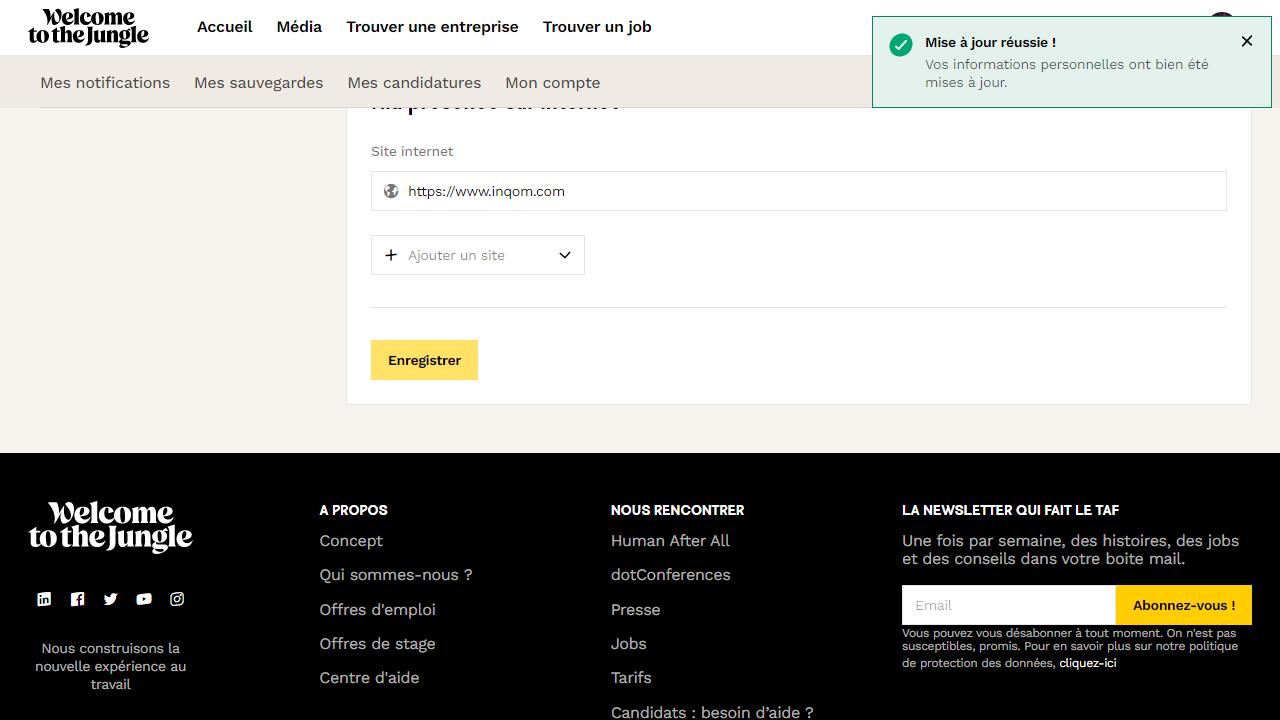 Welcome
to the Jungle
Accueil
Média
Trouver une entreprise
Trouver un job
Mise à jour réussie !
Vos informations personnelles ont bien été
mises à jour.
Mes notifications
Mes sauvegardes
Mes candidatures
Mon compte
Site internet
https://www.inqom.com
Ajouter un site
Enregistrer
Welcome
to the Jungle
Nous construisons la
nouvelle expérience au
travail
A PROPOS
Concept
Qui sommes-nous ?
Offres d'emploi
Offres de stage
Centre d'aide
NOUS RENCONTRER
Human After All
dotConferences
Presse
Jobs
Tarifs
Candidats : besoin d’aide ?
LA NEWSLETTER QUI FAIT LE TAF
Une fois par semaine, des histoires, des jobs
et des conseils dans votre boite mail.
Email
Abonnez-vous !
Vous pouvez vous désabonner à tout moment. On n'est pas
susceptibles, promis. Pour en savoir plus sur notre politique
de protection des données, cliquez-ici